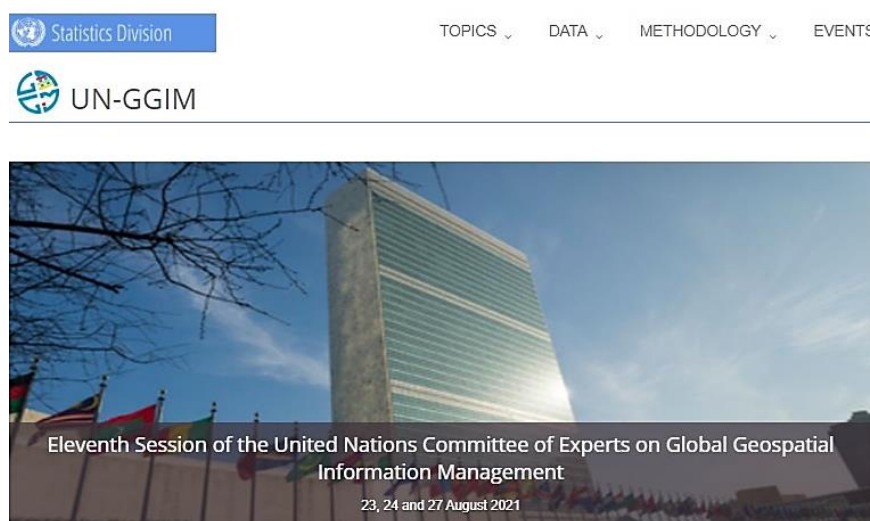 Statistics Division
TOPICS DATA METHODOLOGY EVENTS
UN-GGIM
Eleventh Session of the United Nations Committee of Experts on Global Geospatial
Information Management
23, 24 and 27 August 2021